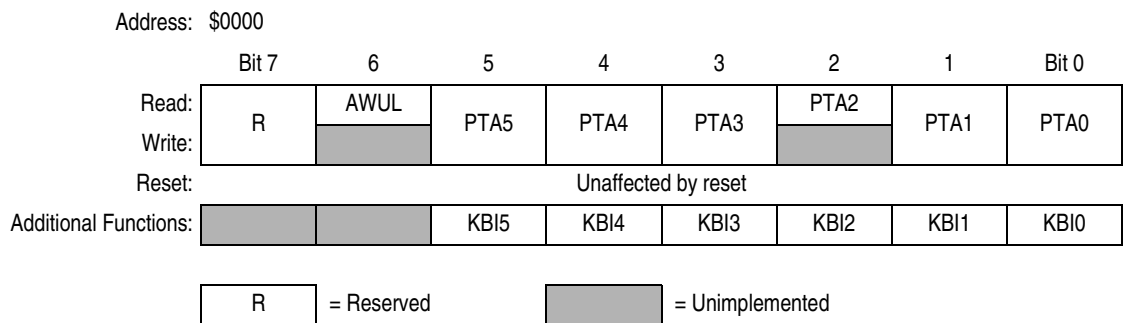 Address: $0000
Bit 7 6 5 4 3 2 1 Bit 0
Read: R AWUL PTA5 PTA4 PTA3 PTA2 PTA1 PTA0
Write:
Reset: Unaffected by reset
Additional Functions: KBI5 KBI4 KBI3 KBI2 KBI1 KBI0
R = Reserved = Unimplemented